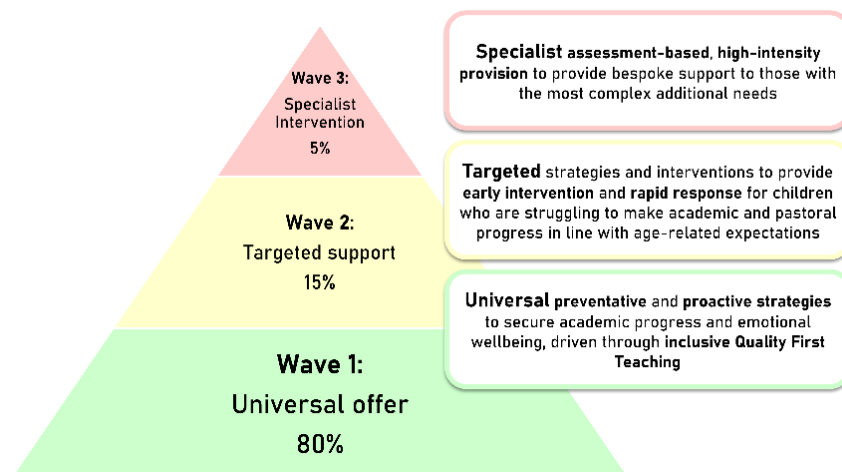 Wave 3:
Specialist
Intervention
5%
Specialist assessment-based, high-intensity
provision to provide bespoke support to those with
the most complex additional needs
Wave 2:
Targeted support
15%
Targeted strategies and interventions to provide
early intervention and rapid response for children
who are struggling to make academic and pastoral
progress in line with age-related expectations
Wave 1:
Universal offer
80%
Universal preventative and proactive strategies
to secure academic progress and emotional
wellbeing, driven through inclusive Quality First
Teaching